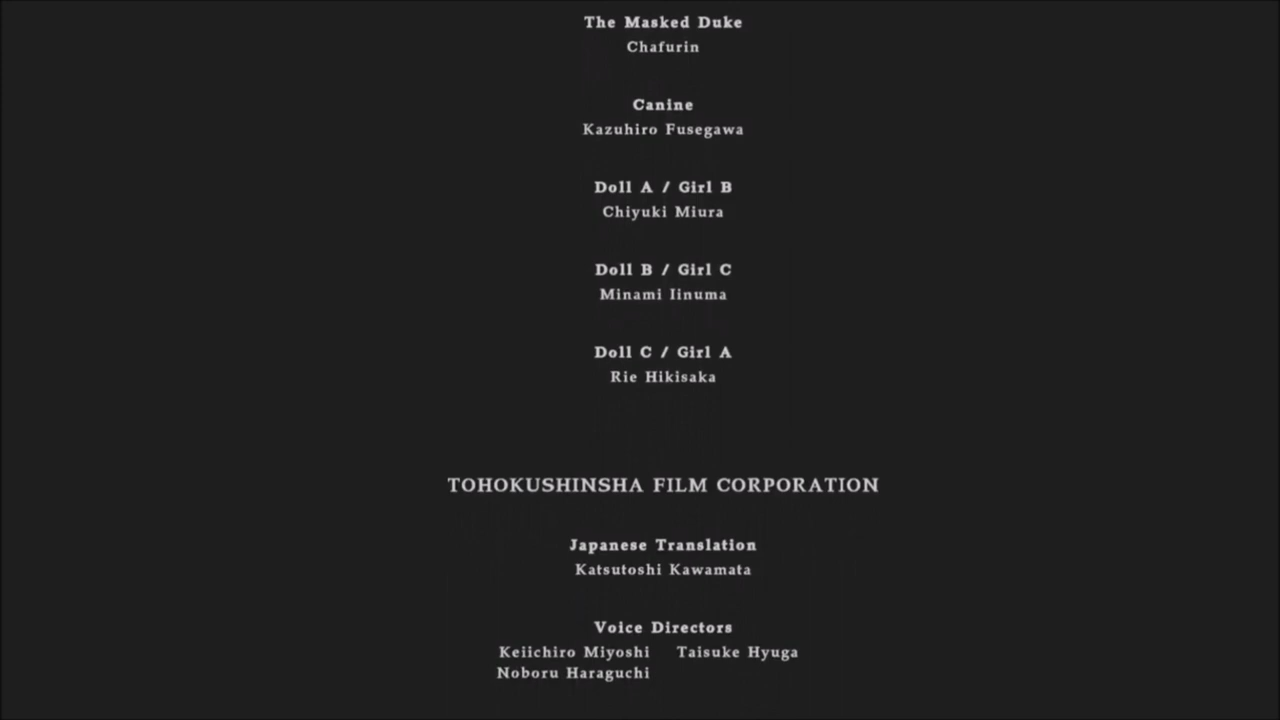 The Masked Duke
Chafurin
Canine
Kazuhiro Fusegawa
Doll A / Girl B
Chiyuki Miura
Doll B / Girl C
Minami Iinuma
Doll C / Girl A
Rie Hikisaka
TOHOKUSHINSHA FILM CORPORATION
Japanese Translation
Katsutoshi Kawamata
Voice Directors
Keiichiro Miyoshi Taisuke Hyuga
Noboru Haraguchi